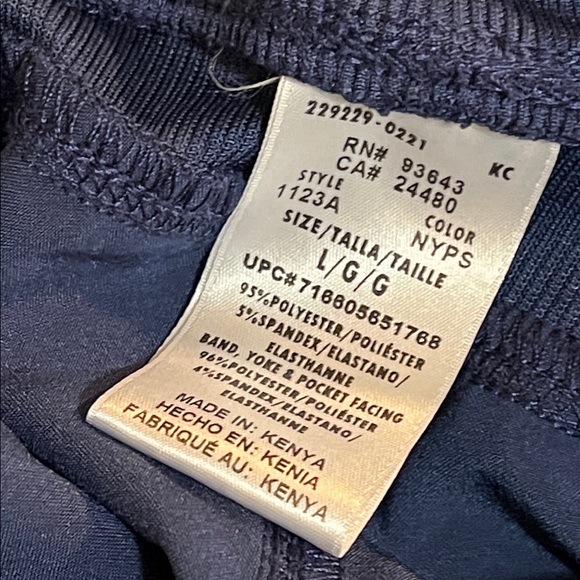 229229-0221 KC
RN# 93643
CA# 24480
STYLE COLOR
1123A NYPS
SIZE/TALLA/TAILLE
L/G/G
UPC#716605651768
95%POLYESTER/POLIÉSTER
5%SPANDEX/ELASTANO/
ELASTHANNE
BAND, YOKE & POCKET FACING
96%POLYESTER/POLIÉSTER
4%SPANDEX/ELASTANO/
ELASTHANNE
MADE IN: KENYA
HECHO EN: KENIA
FABRIQUÉ AU: KENYA